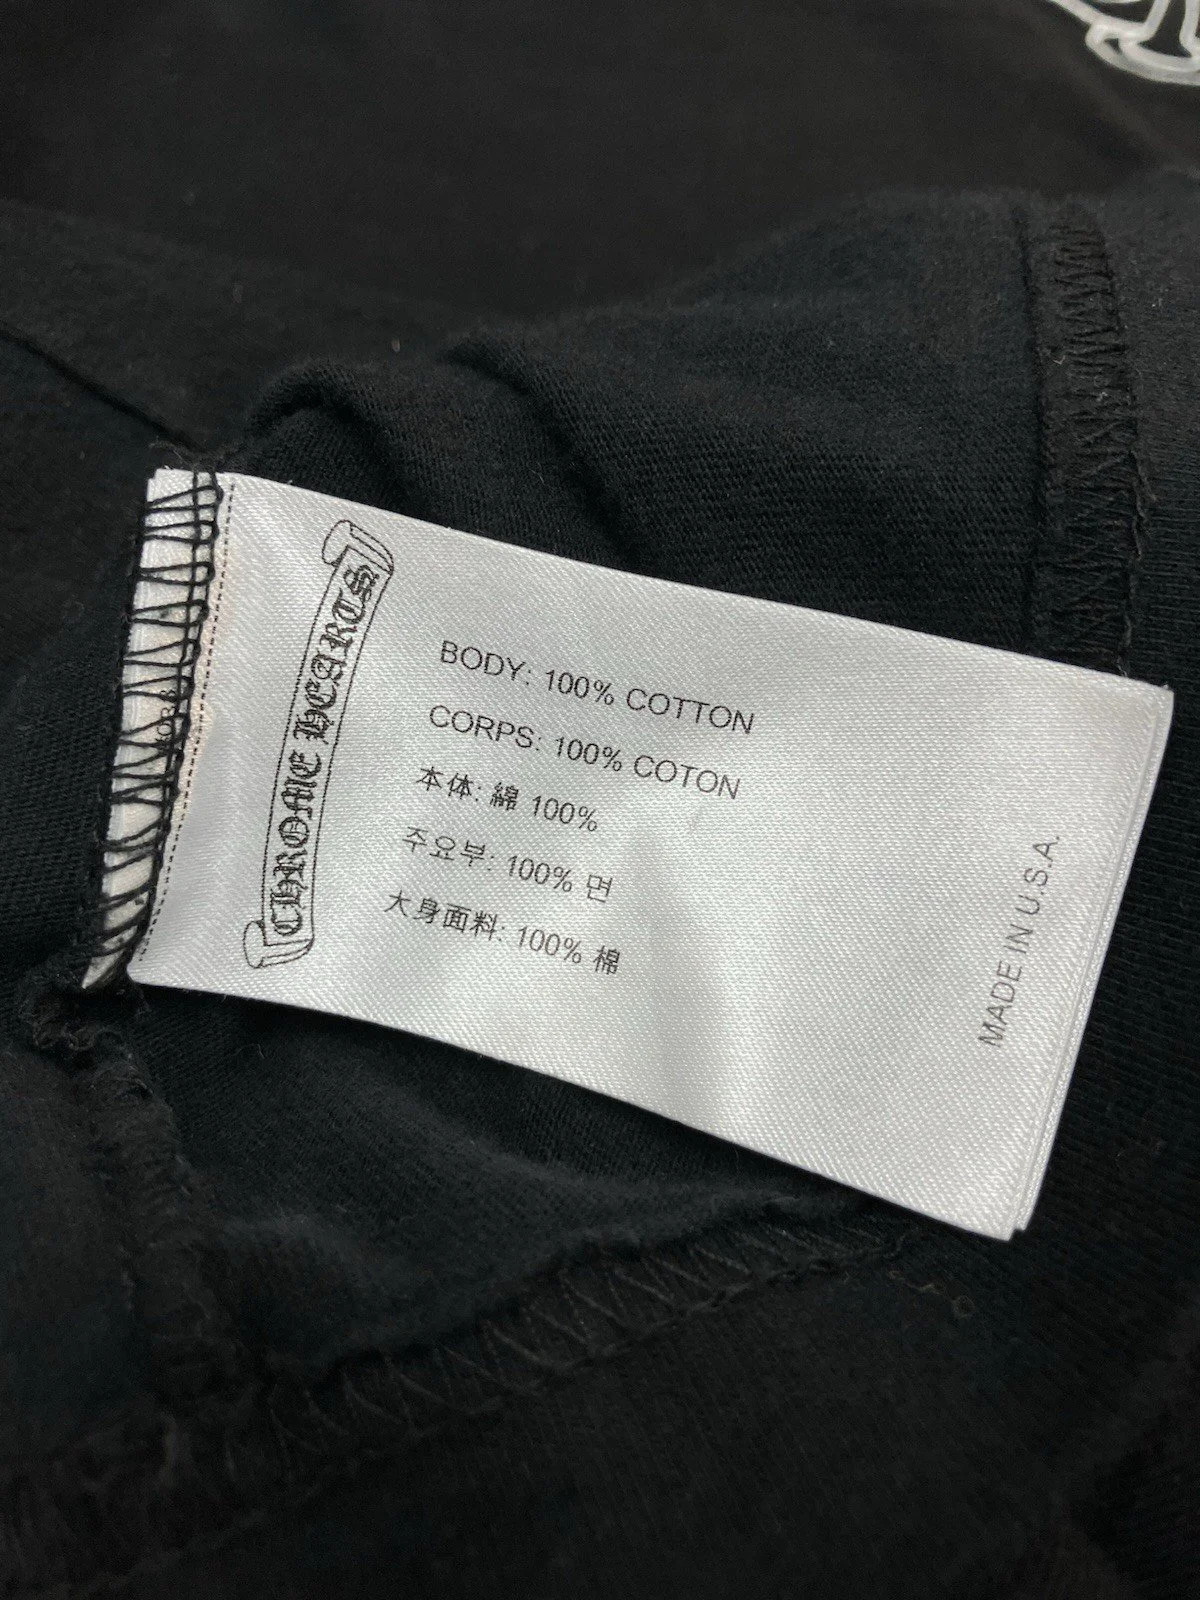 CHROME HEARTS
BODY: 100% COTTON
CORPS: 100% COTON
本体: 綿 100%
주요부: 100% 면
大身面料: 100% 棉
MADE IN U.S.A.